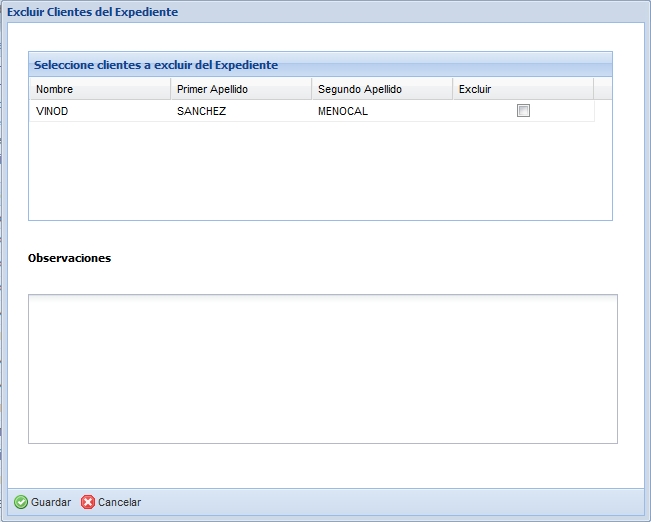 Excluir Clientes del Expediente
Seleccione clientes a excluir del Expediente
Nombre Primer Apellido Segundo Apellido Excluir
VINOD SANCHEZ MENOCAL
Observaciones
Guardar Cancelar